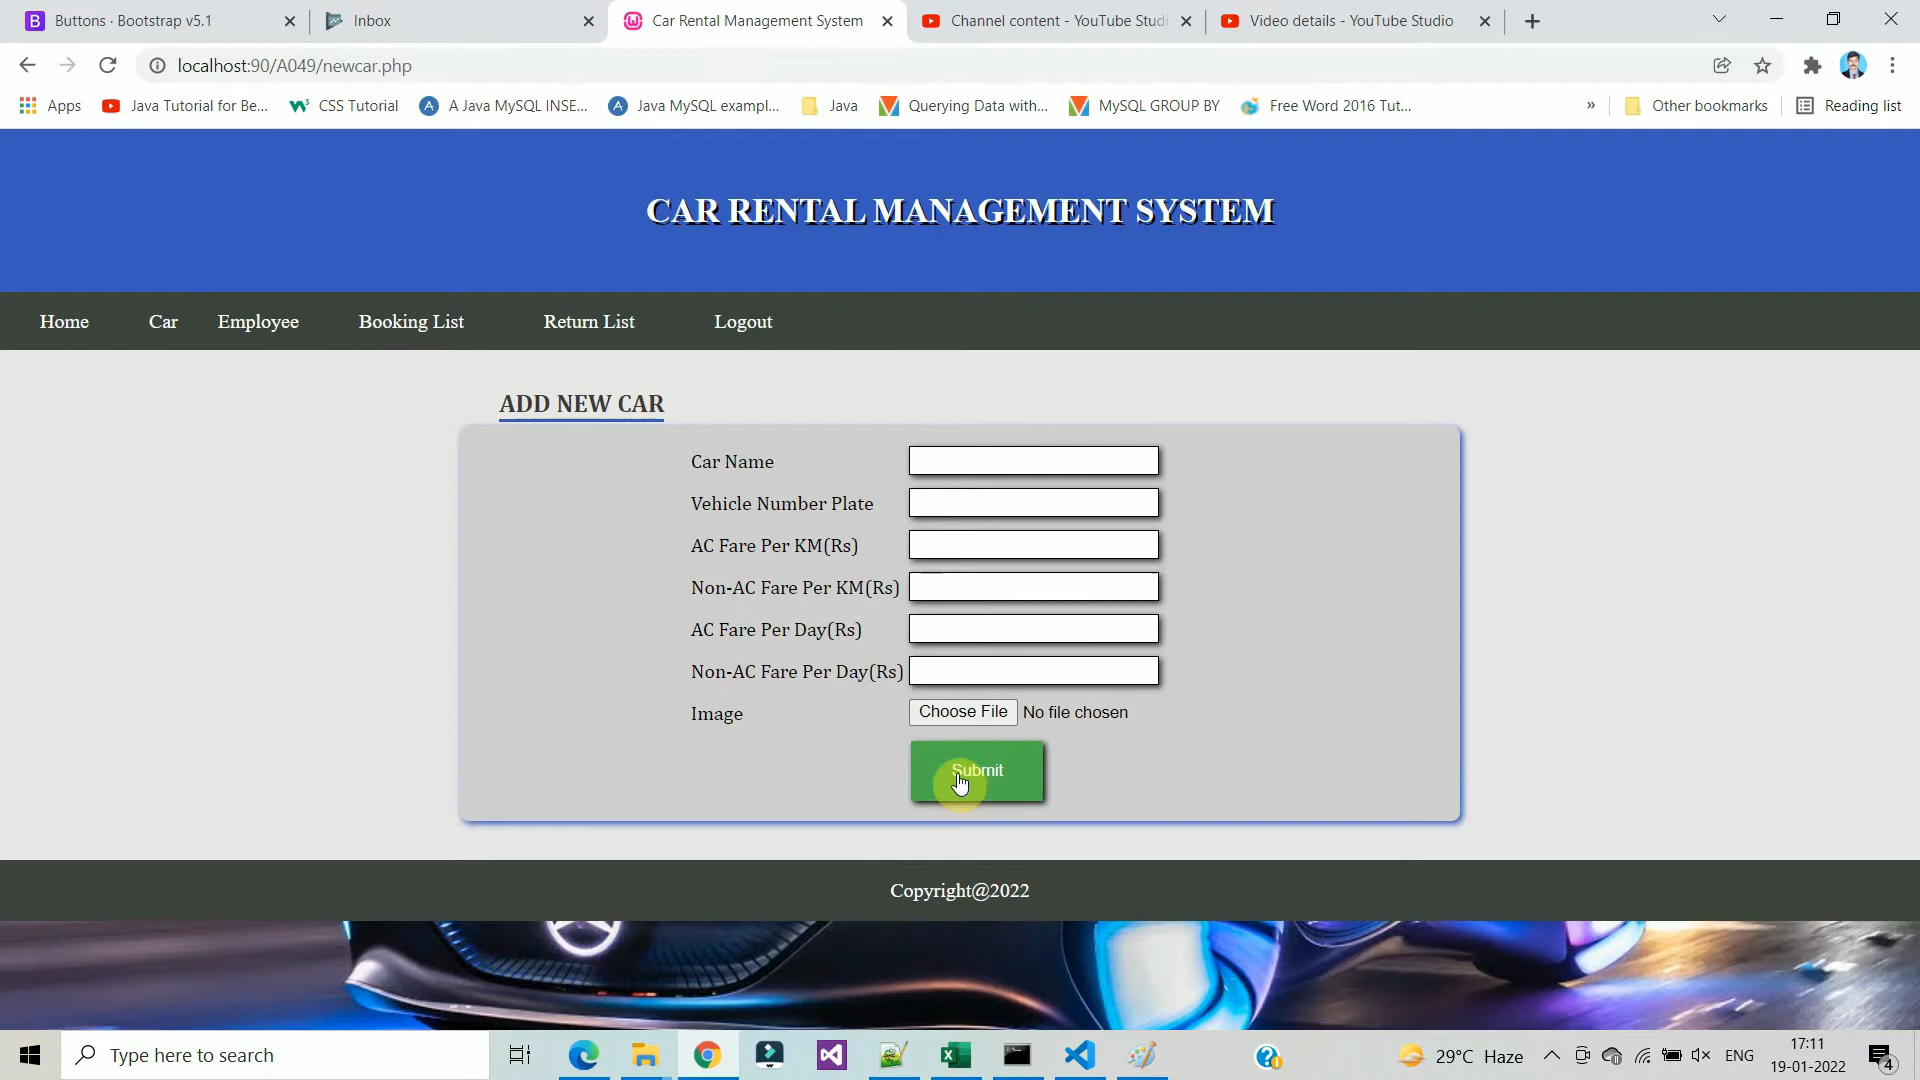 Buttons · Bootstrap v5.1
Inbox
Car Rental Management System
Channel content - YouTube Studi
Video details - YouTube Studio
localhost:90/A049/newcar.php
Apps
Java Tutorial for Be...
CSS Tutorial
A Java MySQL INSE...
Java MySQL exampl...
Java
Querying Data with...
MySQL GROUP BY
Free Word 2016 Tut...
»
Other bookmarks
Reading list
CAR RENTAL MANAGEMENT SYSTEM
Home
Car
Employee
Booking List
Return List
Logout
ADD NEW CAR
Car Name
Vehicle Number Plate
AC Fare Per KM(Rs)
Non-AC Fare Per KM(Rs)
AC Fare Per Day(Rs)
Non-AC Fare Per Day(Rs)
Image
Choose File No file chosen
Submit
Copyright@2022
Type here to search
29°C Haze
ENG
17:11
19-01-2022
4